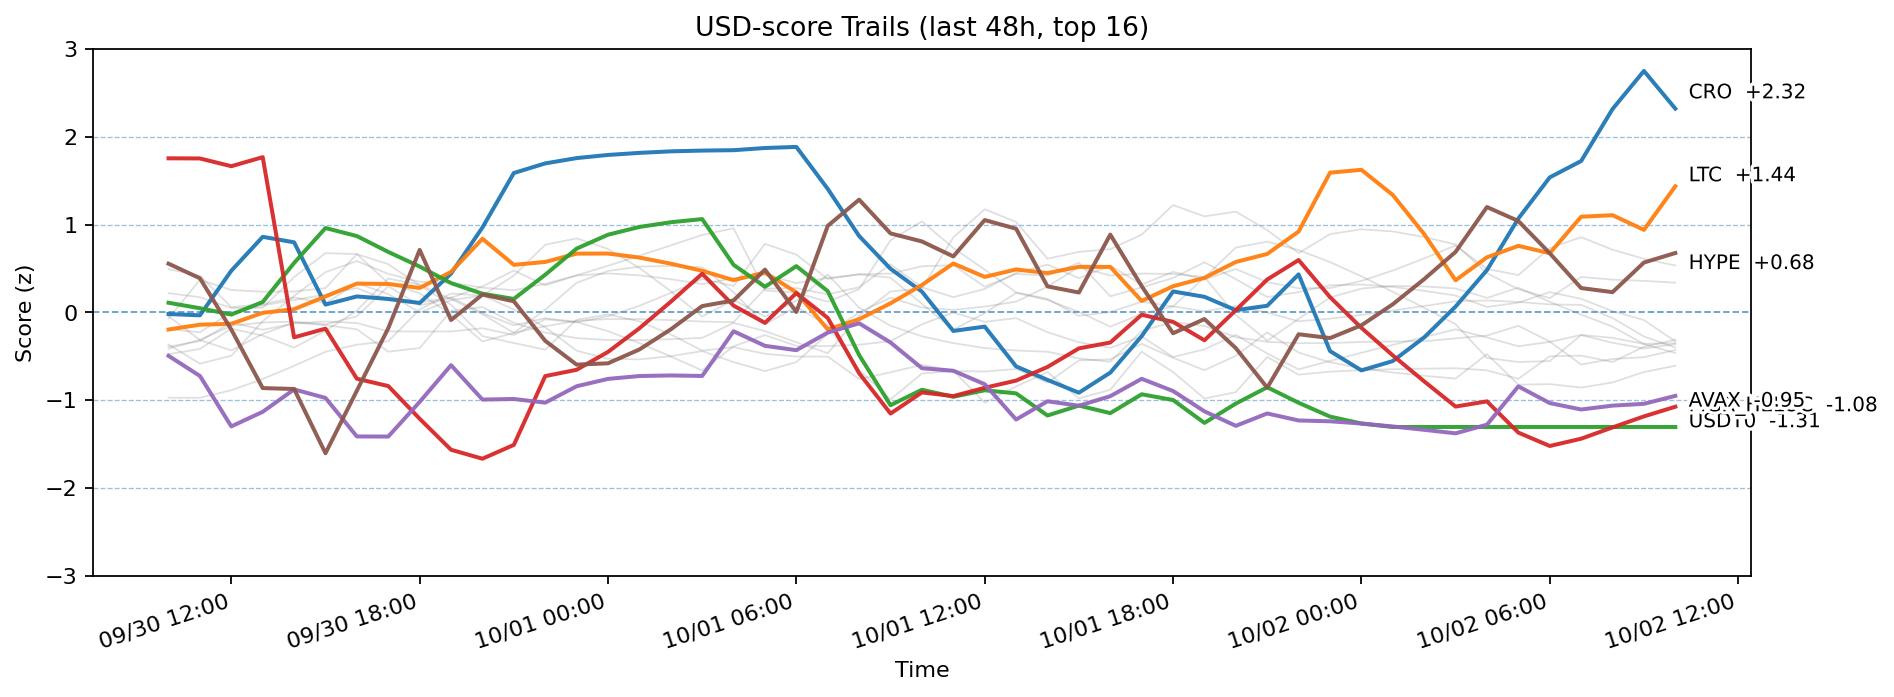 USD-score Trails (last 48h, top 16)
Score (z)
3
2
1
0
−1
−2
−3
CRO +2.32
LTC +1.44
HYPE +0.68
AVAX -0.95
-1.08
USDT0 -1.31
09/30 12:00
09/30 18:00
10/01 00:00
10/01 06:00
10/01 12:00
10/01 18:00
10/02 00:00
10/02 06:00
10/02 12:00
Time